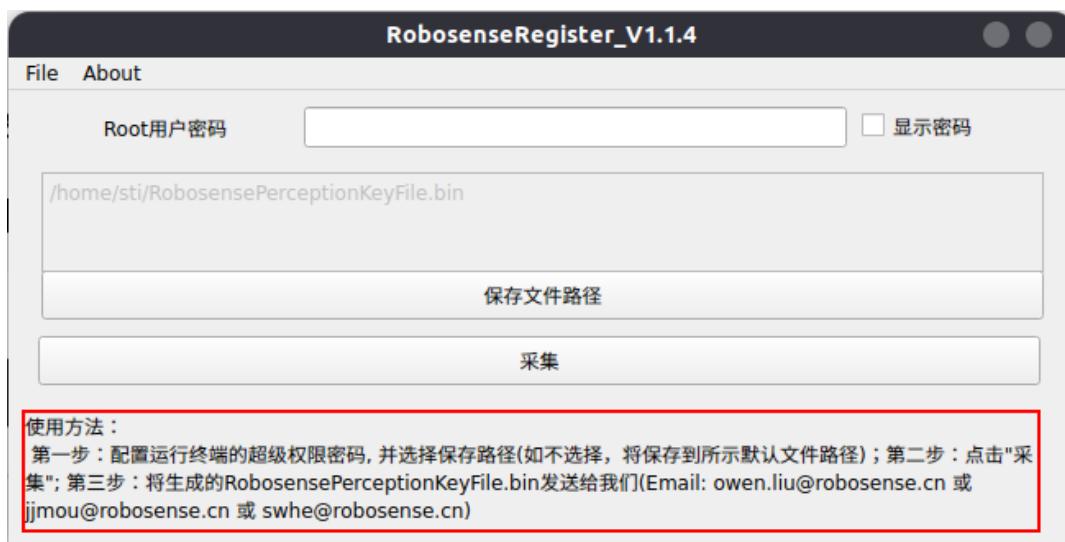 RobosenseRegister_V1.1.4
File About
Root用户密码 显示密码
/home/sti/RobosensePerceptionKeyFile.bin
保存文件路径
采集
使用方法：
第一步：配置运行终端的超级权限密码, 并选择保存路径(如不选择，将保存到所示默认文件路径)；第二步：点击"采
集"; 第三步：将生成的RobosensePerceptionKeyFile.bin发送给我们(Email: owen.liu@robosense.cn 或
jjmou@robosense.cn 或 swhe@robosense.cn)